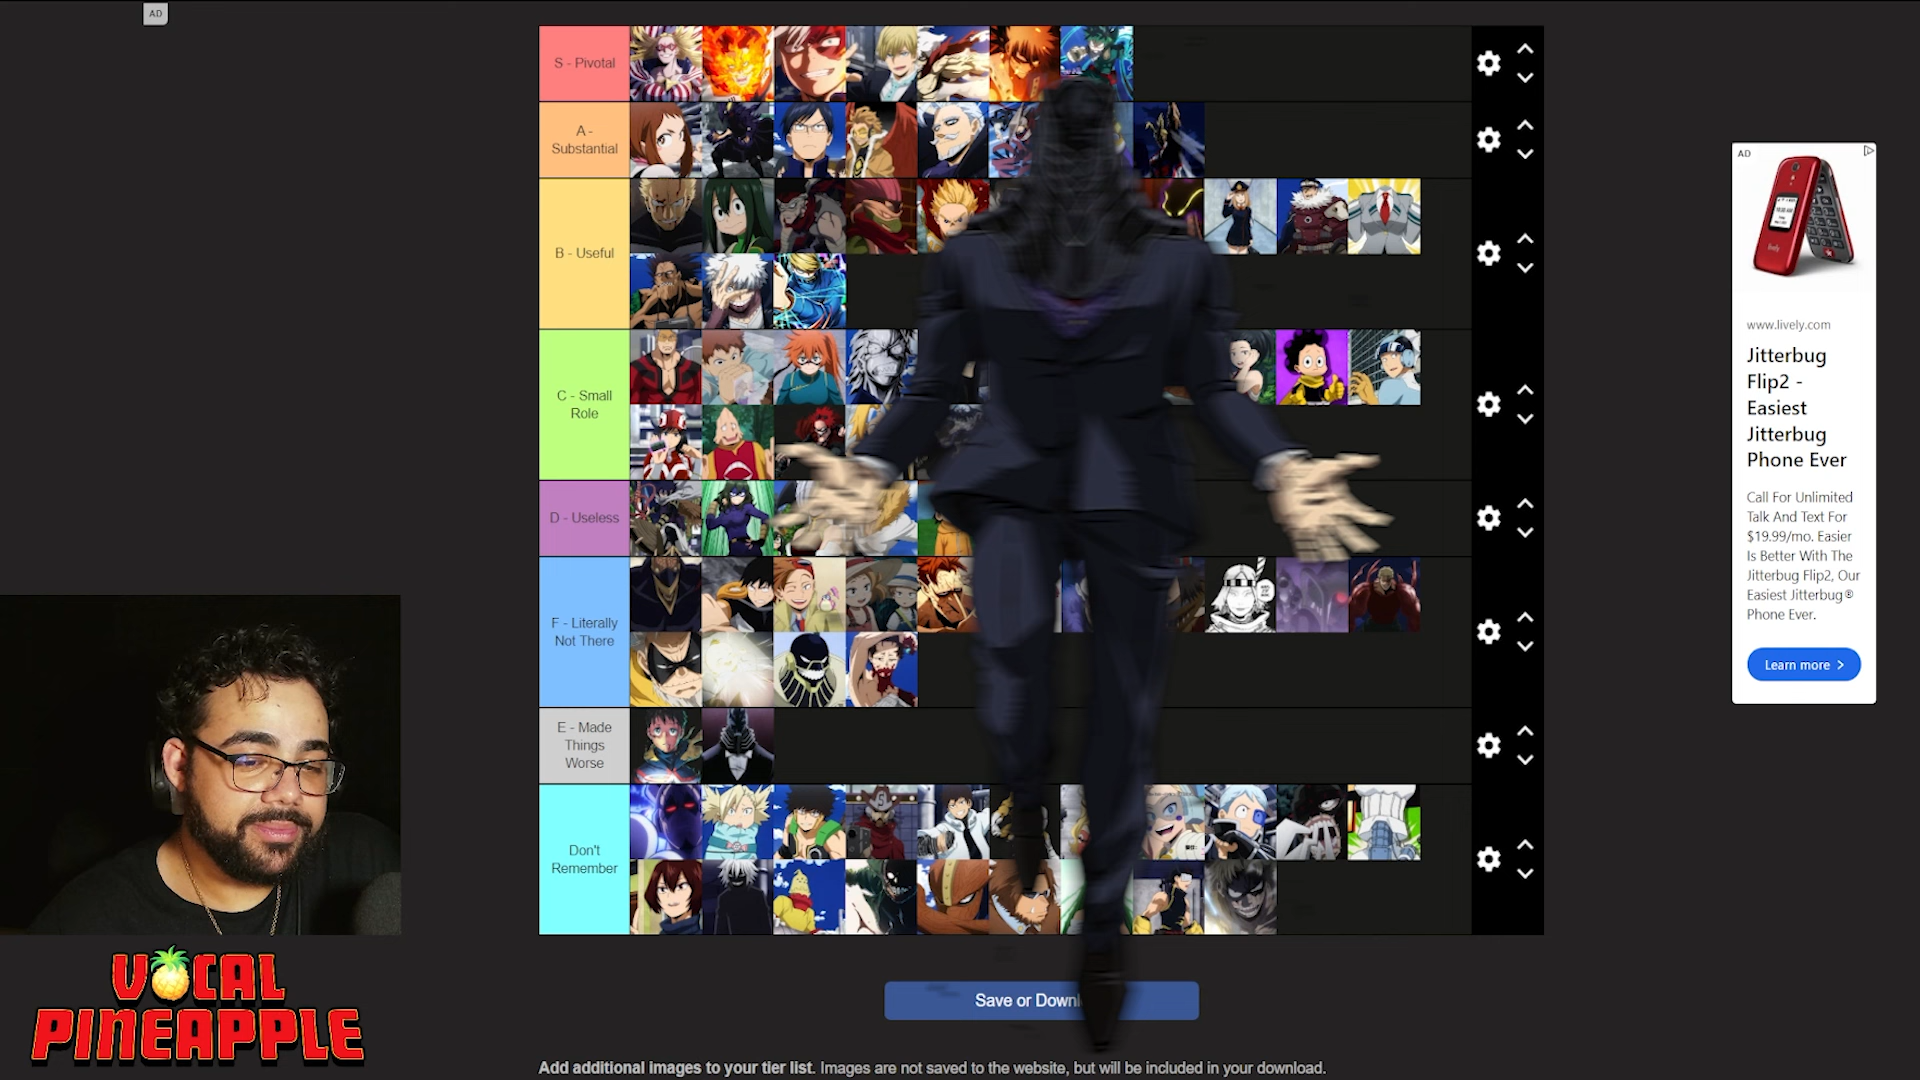 AD
S - Pivotal
A -
Substantial
B - Useful
C - Small
Role
D - Useless
F - Literally
Not There
E - Made
Things
Worse
Don't
Remember
Save or Downl
Add additional images to your tier list. Images are not saved to the website, but will be included in your download.
VOCAL
PINEAPPLE
AD
www.lively.com
Jitterbug
Flip2 -
Easiest
Jitterbug
Phone Ever
Call For Unlimited
Talk And Text For
$19.99/mo. Easier
Is Better With The
Jitterbug Flip2, Our
Easiest Jitterbug®
Phone Ever.
Learn more >